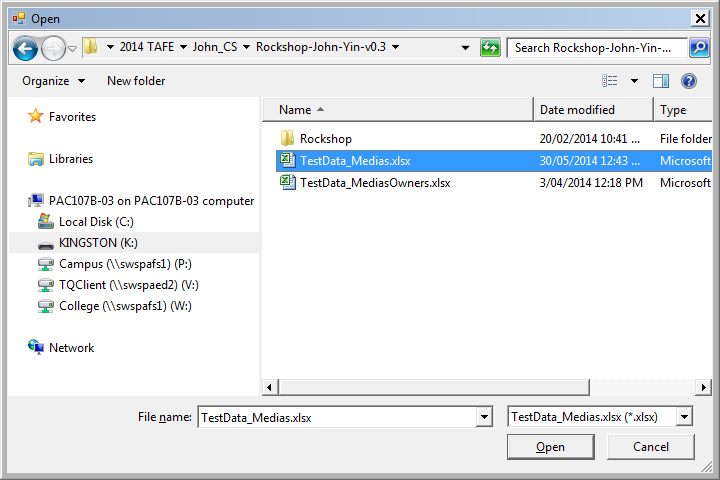 Open
2014 TAFE John_CS Rockshop-John-Yin-v0.3 Search Rockshop-John-Yin-...
Organize New folder
Name Date modified Type
Favorites
Libraries
PAC107B-03 on PAC107B-03 computer
Local Disk (C:)
KINGSTON (K:)
Campus (\\swspafs1) (P:)
TQClient (\\swspaed2) (V:)
College (\\swspafs1) (W:)
Network
Rockshop 20/02/2014 10:41 ... File folder
TestData_Medias.xlsx 30/05/2014 12:43 ... Microsoft
TestData_MediasOwners.xlsx 3/04/2014 12:18 PM Microsoft
File name: TestData_Medias.xlsx TestData_Medias.xlsx (*.xlsx)
Open Cancel